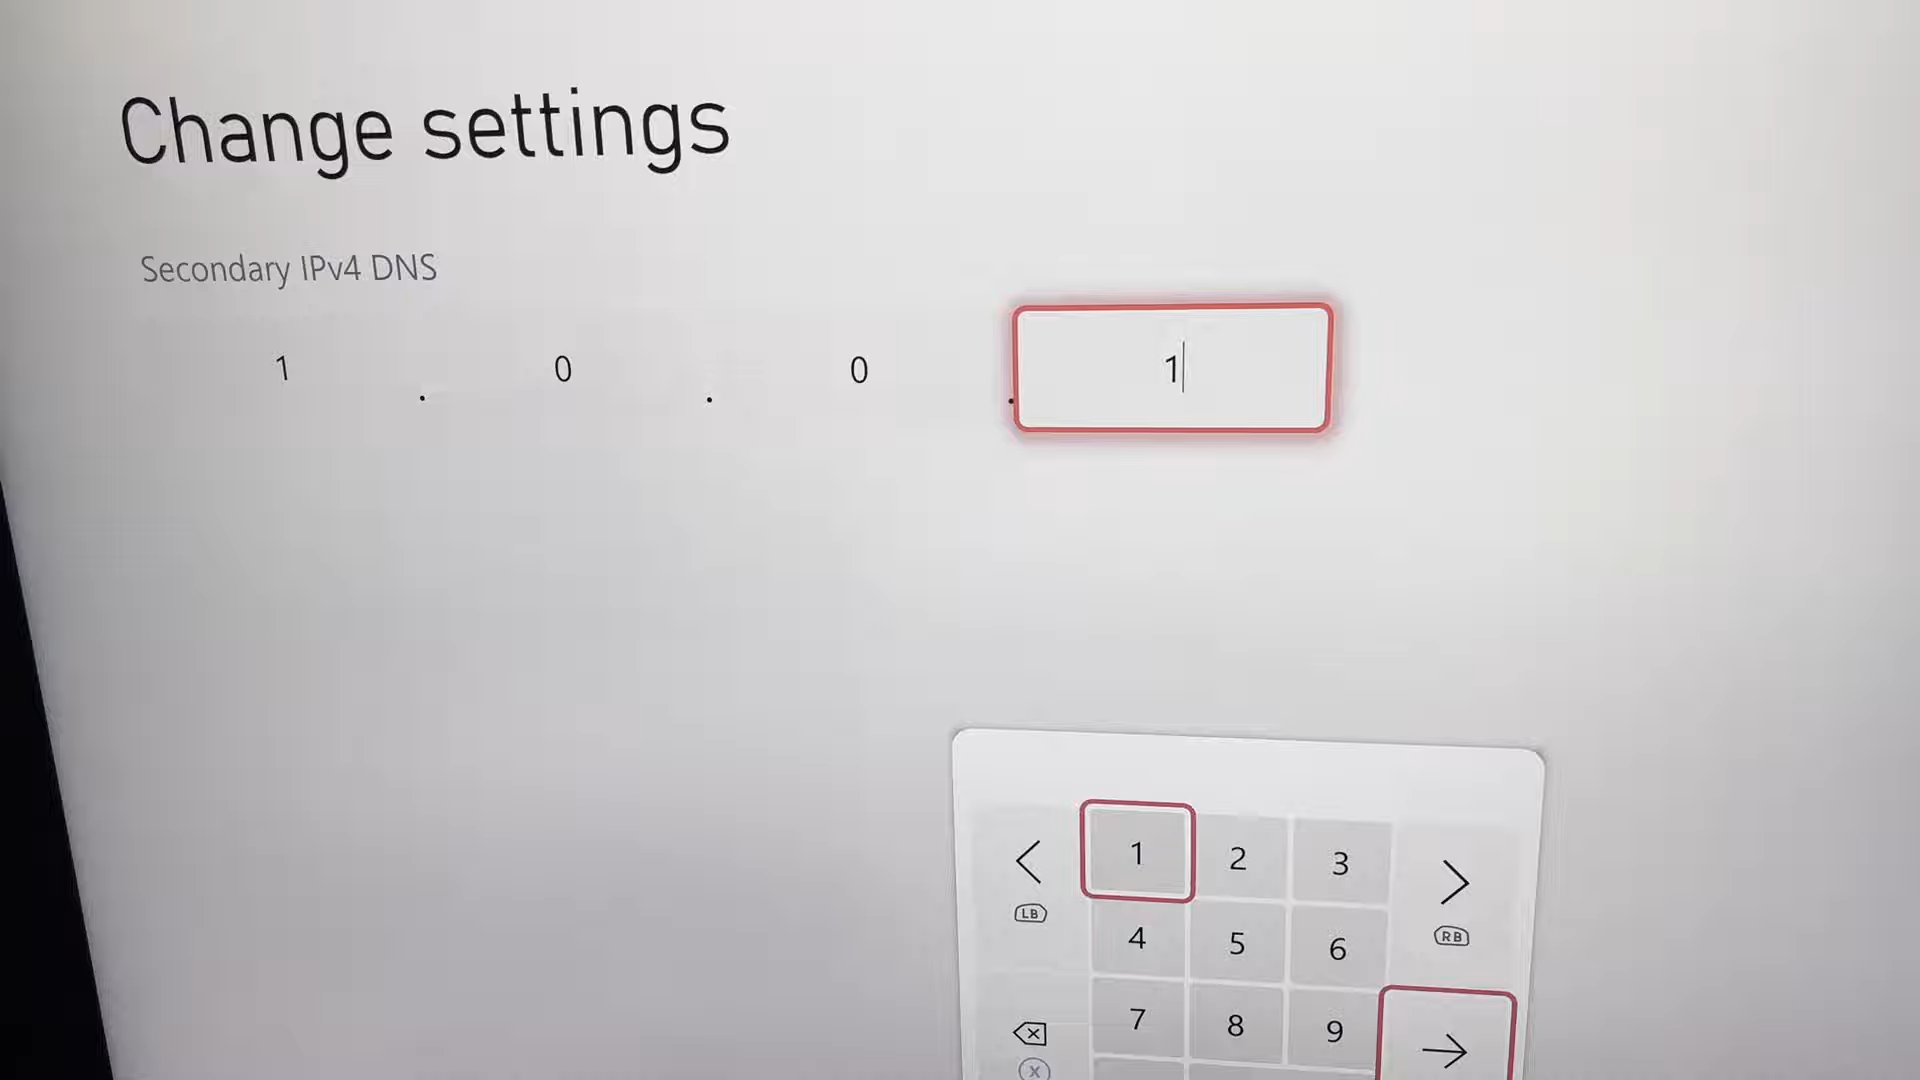 Change settings
Secondary IPv4 DNS
1 . 0 . 0 . 1
1 2 3
LB RB
4 5 6
7 8 9
X